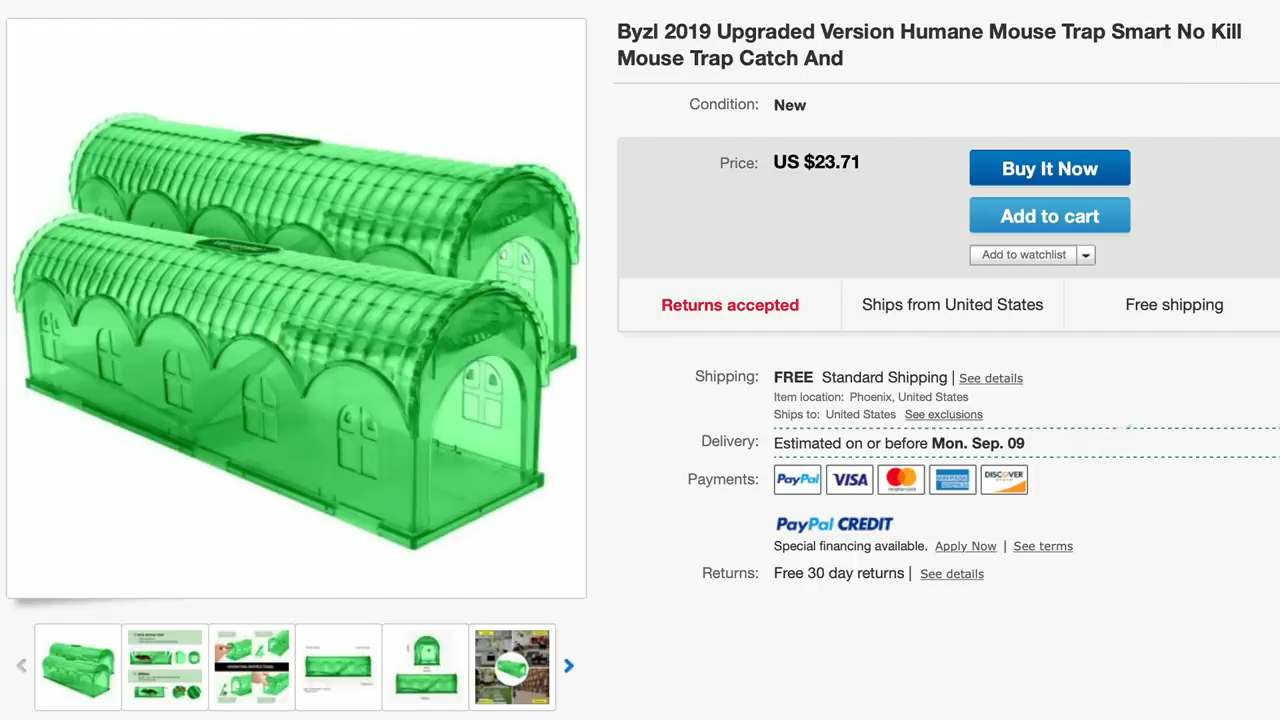 Byzl 2019 Upgraded Version Humane Mouse Trap Smart No Kill
Mouse Trap Catch And
Condition: New
Price: US $23.71
Buy It Now
Add to cart
Add to watchlist
Returns accepted
Ships from United States
Free shipping
Shipping: FREE Standard Shipping | See details
Item location: Phoenix, United States
Ships to: United States See exclusions
Delivery: Estimated on or before Mon. Sep. 09
Payments: PayPal VISA mastercard AMERICAN EXPRESS DISCOVER
PayPal CREDIT
Special financing available. Apply Now | See terms
Returns: Free 30 day returns | See details